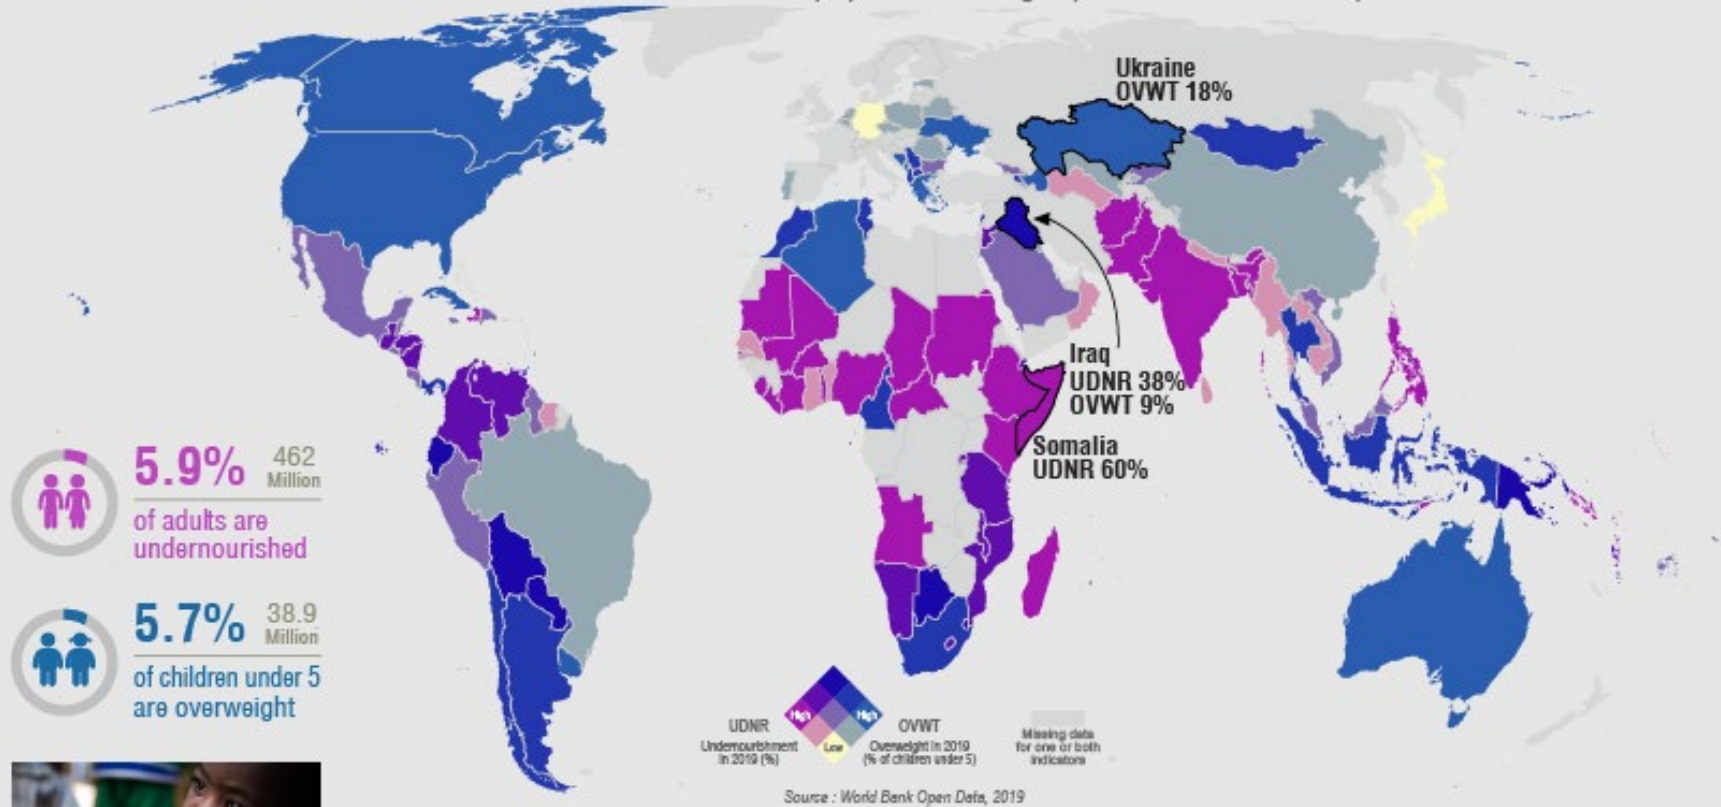 Ukraine
OVWT 18%
Iraq
UDNR 38%
OVWT 9%
Somalia
UDNR 60%
5.9% 462
Million
of adults are
undernourished
5.7% 38.9
Million
of children under 5
are overweight
High
High
Low
UDNR
Undernourishment
in 2019 (%)
OVWT
Overweight in 2019
(% of children under 5)
Missing data
for one or both
indicators
Source : World Bank Open Data, 2019